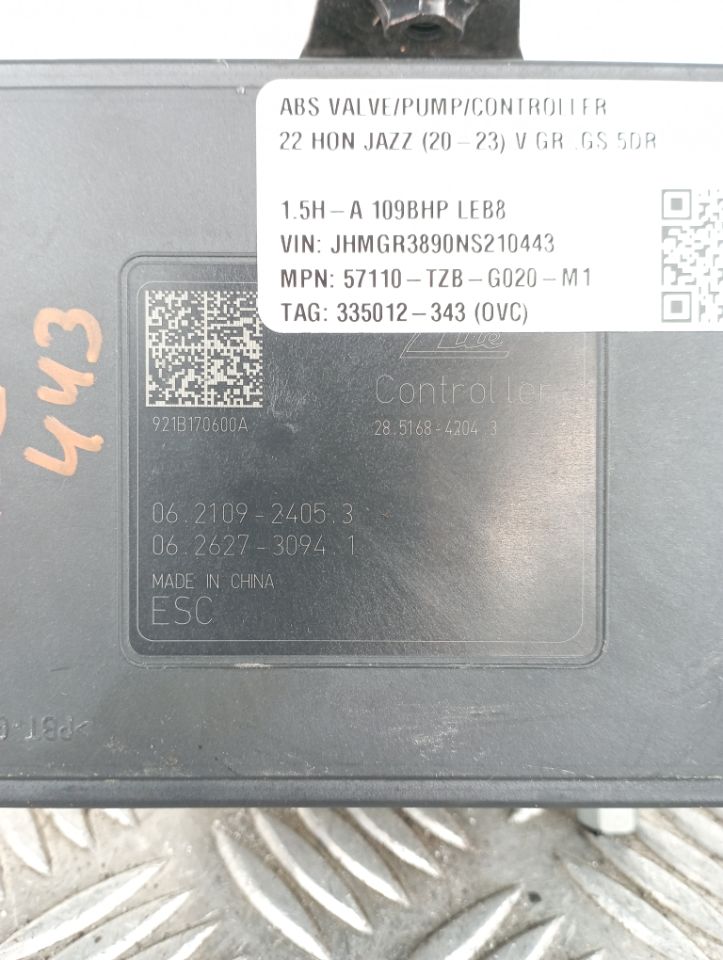 ABS VALVE/PUMP/CONTROLLER
22 HON JAZZ (20-23) V GR .GS 5DR
1.5H-A 109BHP LEB8
VIN: JHMGR3890NS210443
MPN: 57110-TZB-G020-M1
TAG: 335012-343 (OVC)
443
Controller
921B170600A
28.5168-4204.3
06.2109-2405.3
06.2627-3094.1
MADE IN CHINA
ESC
>PBT